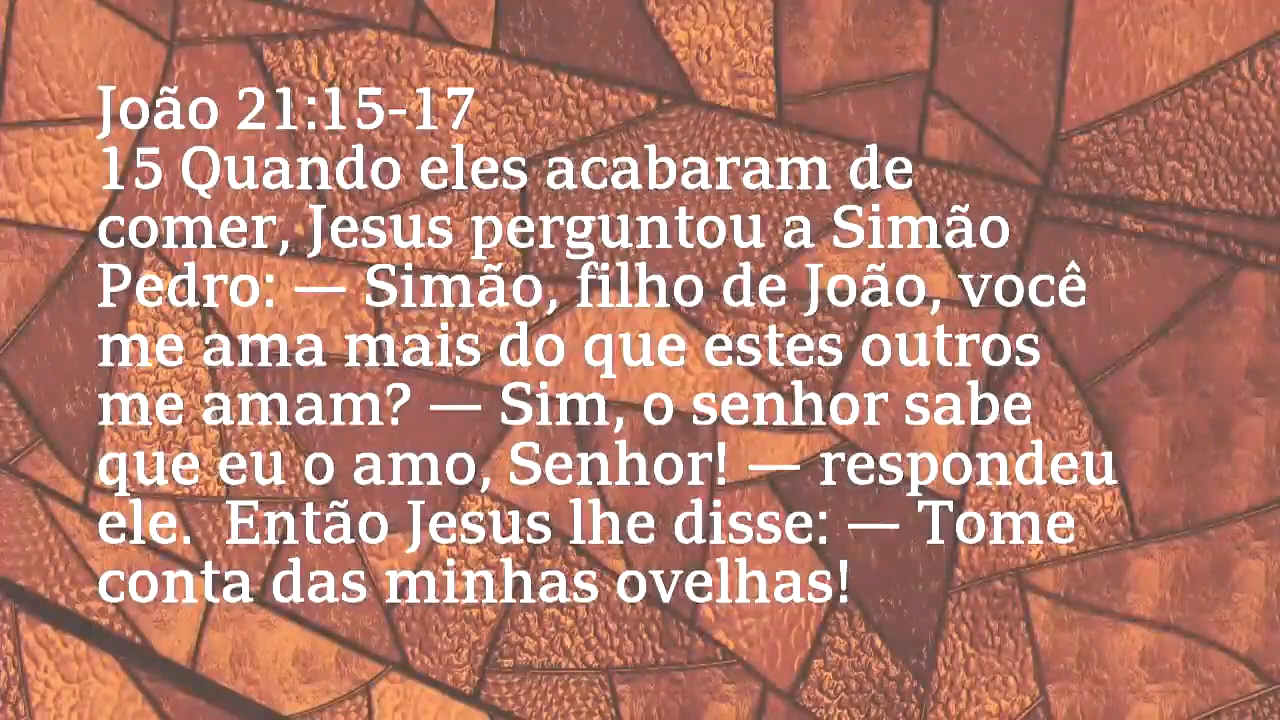 João 21:15-17
15 Quando eles acabaram de
comer, Jesus perguntou a Simão
Pedro: — Simão, filho de João, você
me ama mais do que estes outros
me amam? — Sim, o senhor sabe
que eu o amo, Senhor! — respondeu
ele.  Então Jesus lhe disse: — Tome
conta das minhas ovelhas!